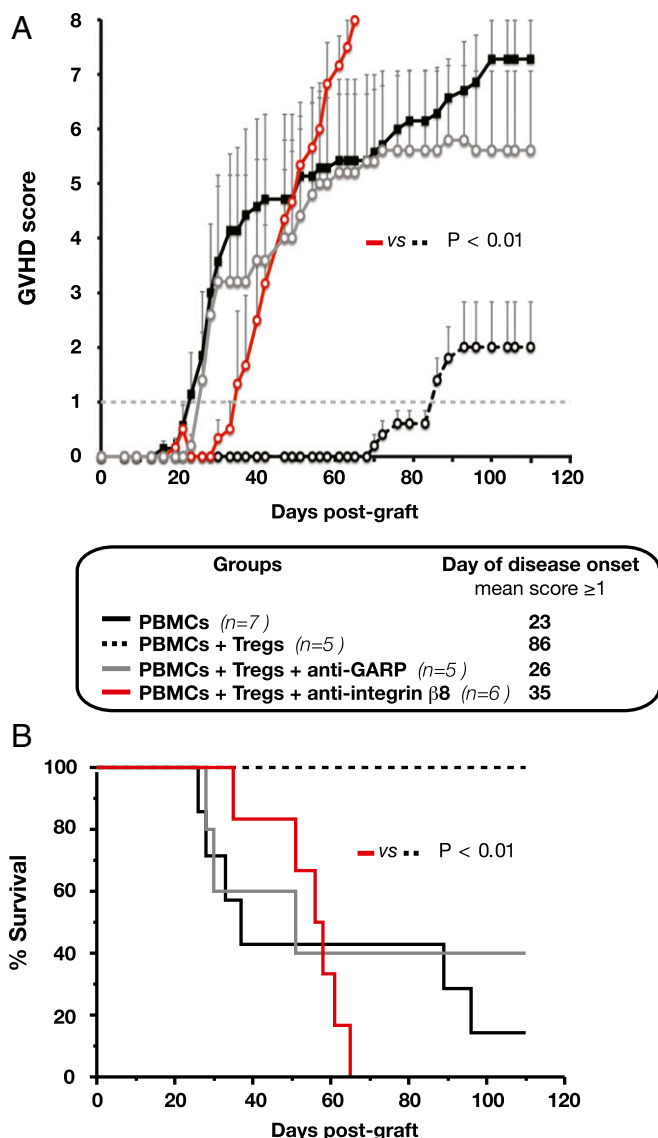 A
8
7
6
5
4
3
2
1
0
GVHD score
vs P < 0.01
0 20 40 60 80 100 120
Days post-graft
Groups Day of disease onset
mean score ≥1
PBMCs (n=7) 23
PBMCs + Tregs (n=5) 86
PBMCs + Tregs + anti-GARP (n=5) 26
PBMCs + Tregs + anti-integrin β8 (n=6) 35
B
100
80
60
40
20
0
% Survival
vs P < 0.01
0 20 40 60 80 100 120
Days post-graft